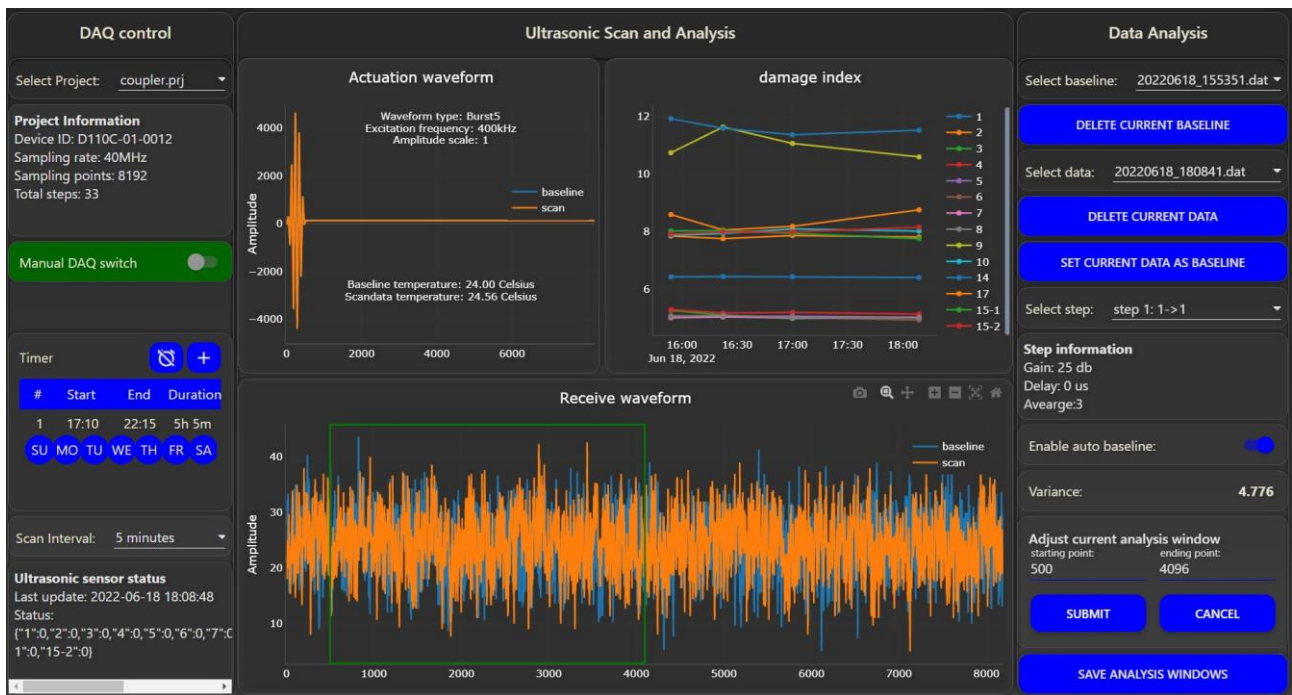 DAQ control
Select Project: coupler.prj
Project Information
Device ID: D110C-01-0012
Sampling rate: 40MHz
Sampling points: 8192
Total steps: 33
Manual DAQ switch
Timer
# Start End Duration
1 17:10 22:15 5h 5m
SU MO TU WE TH FR SA
Scan Interval: 5 minutes
Ultrasonic sensor status
Last update: 2022-06-18 18:08:48
Status:
{"1":0,"2":0,"3":0,"4":0,"5":0,"6":0,"7":0
1":0,"15-2":0}
Ultrasonic Scan and Analysis
Actuation waveform
Waveform type: Burst5
Excitation frequency: 400kHz
Amplitude scale: 1
baseline
scan
Baseline temperature: 24.00 Celsius
Scandata temperature: 24.56 Celsius
Amplitude
4000
2000
0
−2000
−4000
0 2000 4000 6000
damage index
12
10
8
6
16:00 16:30 17:00 17:30 18:00
Jun 18, 2022
1
2
3
4
5
6
7
8
9
10
14
17
15-1
15-2
Receive waveform
baseline
scan
Amplitude
40
30
20
10
0 1000 2000 3000 4000 5000 6000 7000 8000
Data Analysis
Select baseline: 20220618_155351.dat
DELETE CURRENT BASELINE
Select data: 20220618_180841.dat
DELETE CURRENT DATA
SET CURRENT DATA AS BASELINE
Select step: step 1: 1->1
Step information
Gain: 25 db
Delay: 0 us
Avearge:3
Enable auto baseline:
Variance: 4.776
Adjust current analysis window
starting point: ending point:
500 4096
SUBMIT CANCEL
SAVE ANALYSIS WINDOWS